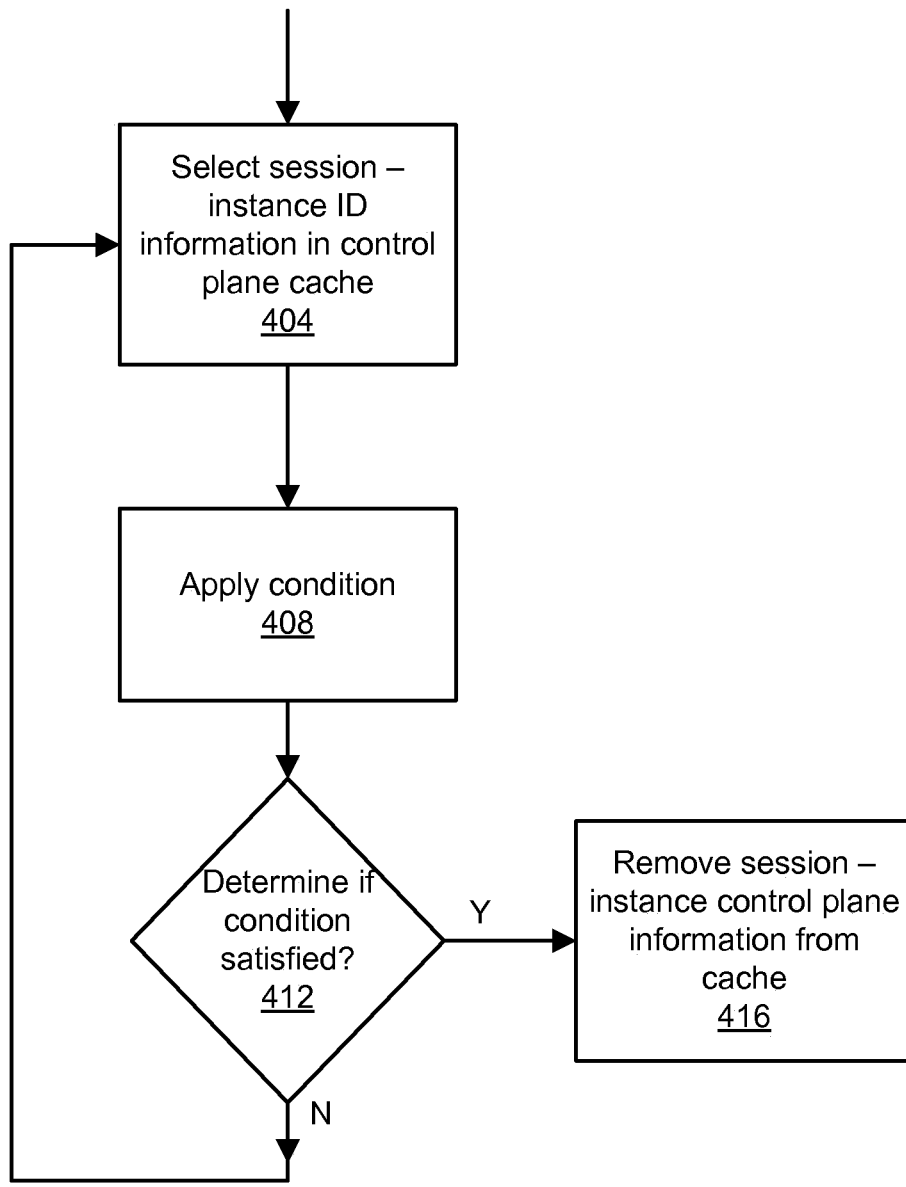 Select session –
instance ID
information in control
plane cache
404
Apply condition
408
Determine if
condition
satisfied?
412
Y
Remove session –
instance control plane
information from
cache
416
N